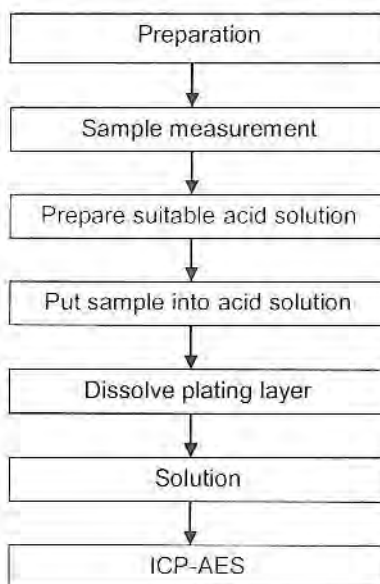 Preparation
Sample measurement
Prepare suitable acid solution
Put sample into acid solution
Dissolve plating layer
Solution
ICP-AES